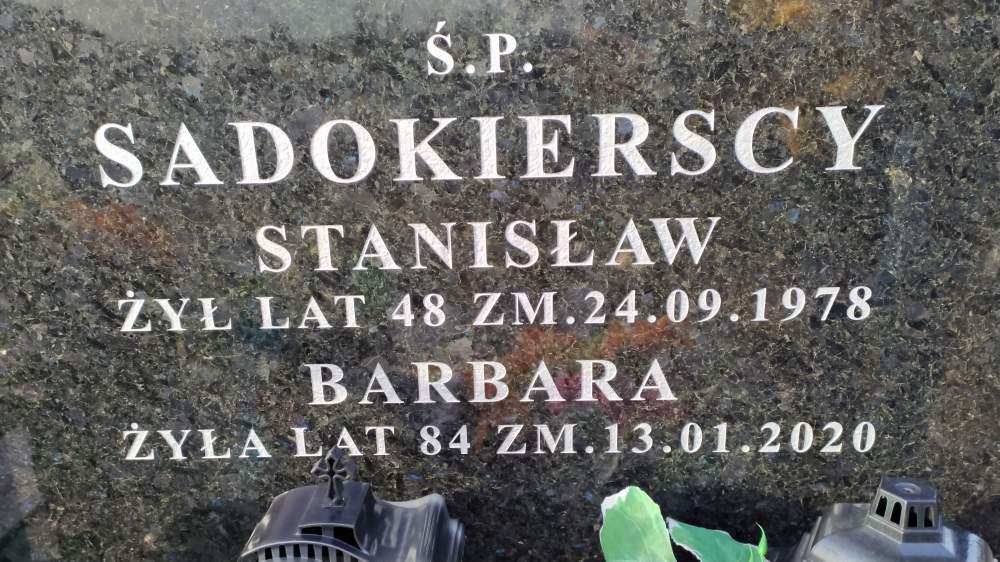 Ś.P.
SADOKIERSCY
STANISŁAW
ŻYŁ LAT 48 ZM.24.09.1978
BARBARA
ŻYŁA LAT 84 ZM.13.01.2020